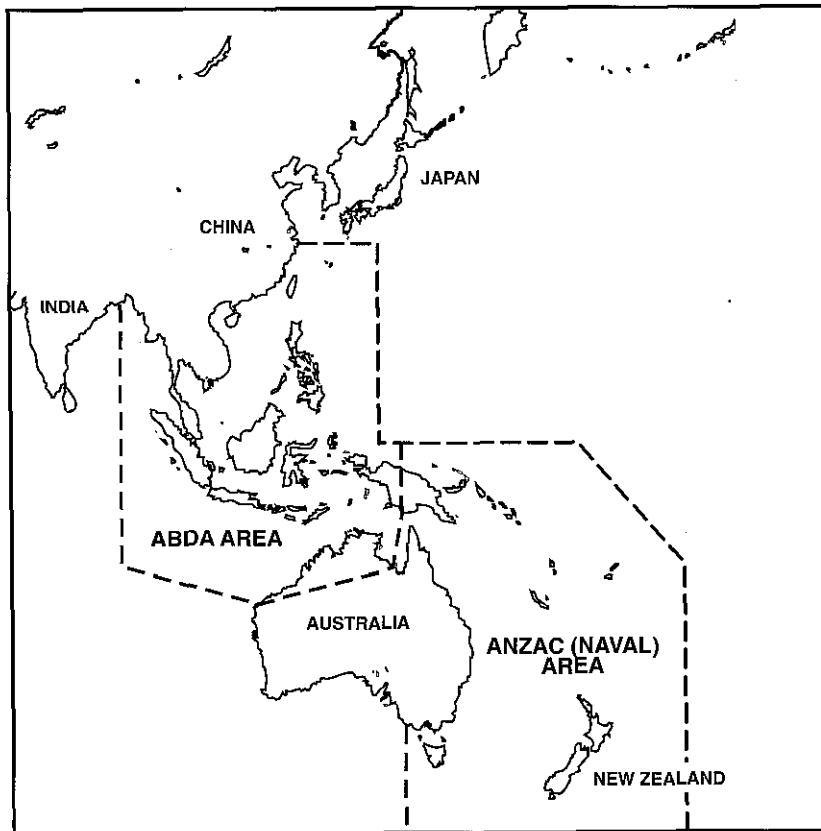 JAPAN
CHINA
INDIA
ABDA AREA
AUSTRALIA
ANZAC (NAVAL)
AREA
NEW ZEALAND